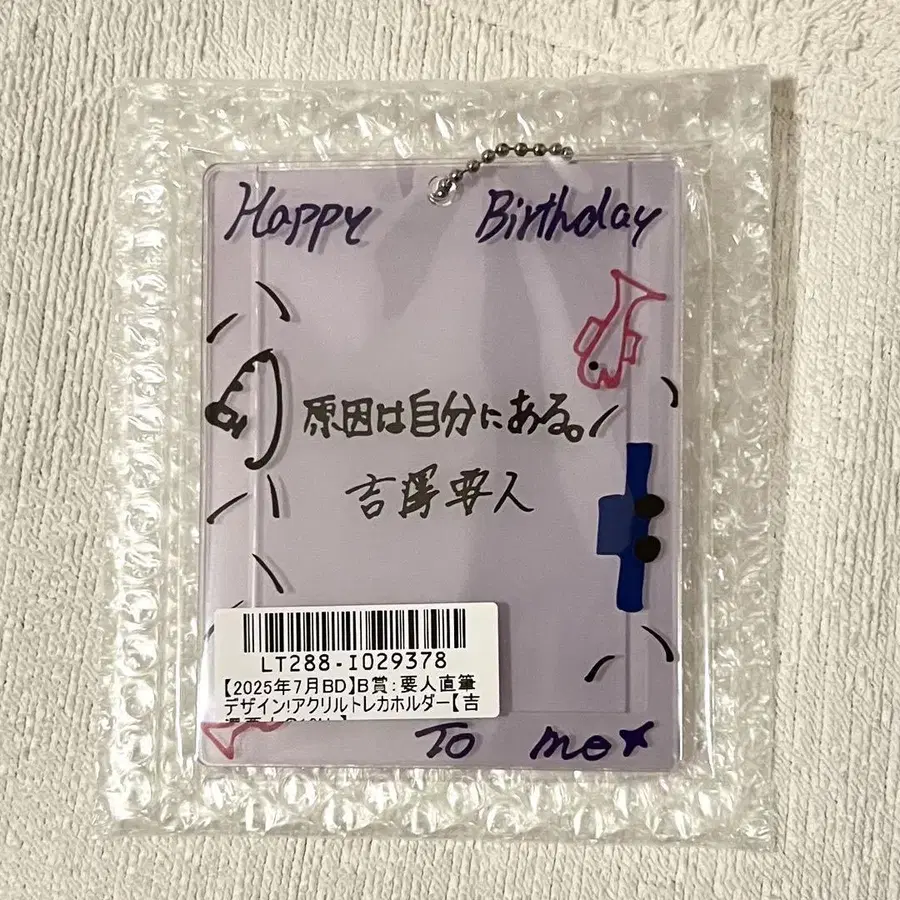 Happy Birthday
原因は自分にある。
吉澤要人
LT288-I029378
【2025年7月BD】B賞:要人直筆
デザイン!アクリルトレカホルダー【吉
To me★